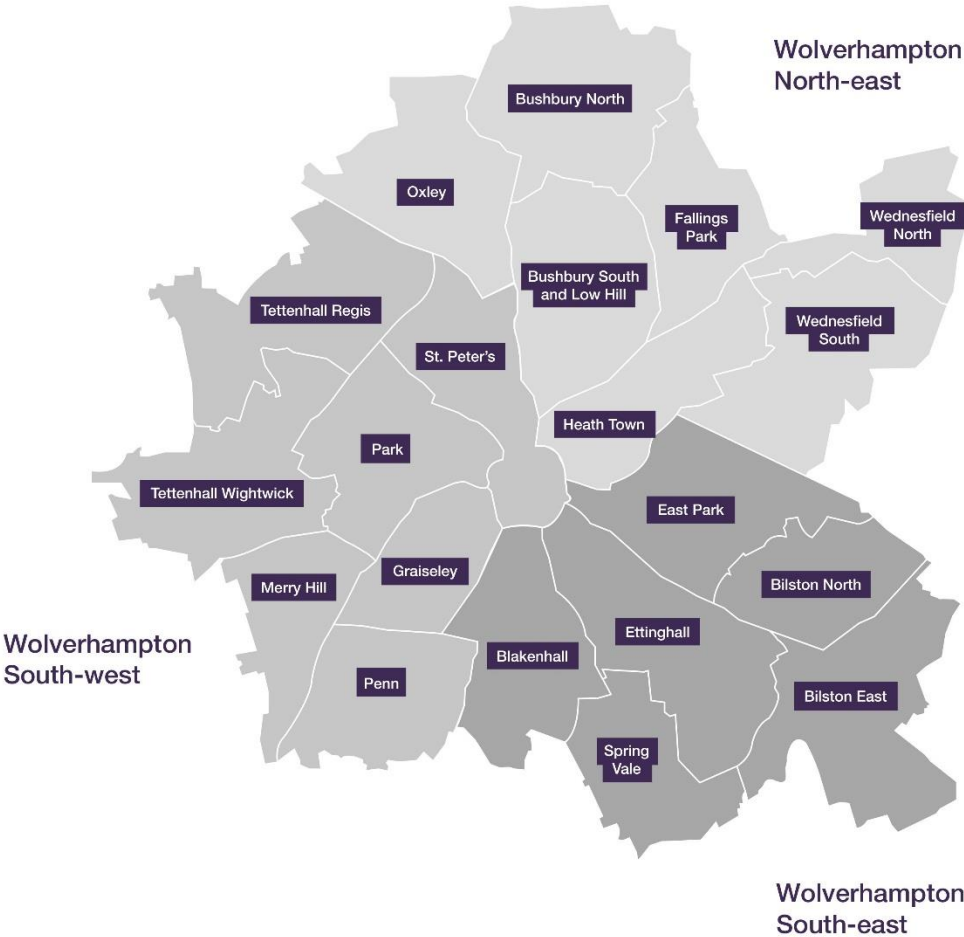 Wolverhampton
North-east
Bushbury North
Oxley
Fallings
Park
Wednesfield
North
Bushbury South
and Low Hill
Tettenhall Regis
Wednesfield
South
St. Peter's
Heath Town
Park
Tettenhall Wightwick
East Park
Graiseley
Merry Hill
Bilston North
Ettinghall
Wolverhampton
South-west
Blakenhall
Penn
Bilston East
Spring
Vale
Wolverhampton
South-east